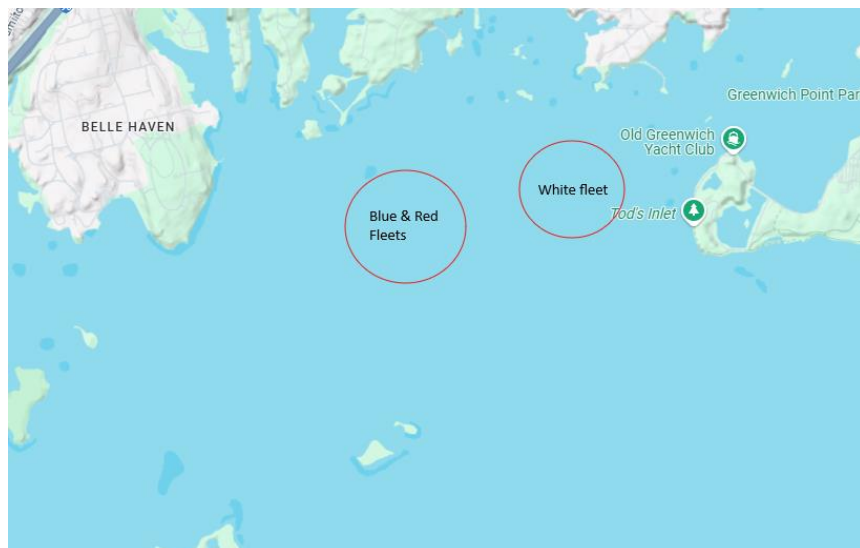 Greenwich Point Par
BELLE HAVEN
Old Greenwich
Yacht Club
White fleet
Blue & Red
Fleets
Tod's Inlet